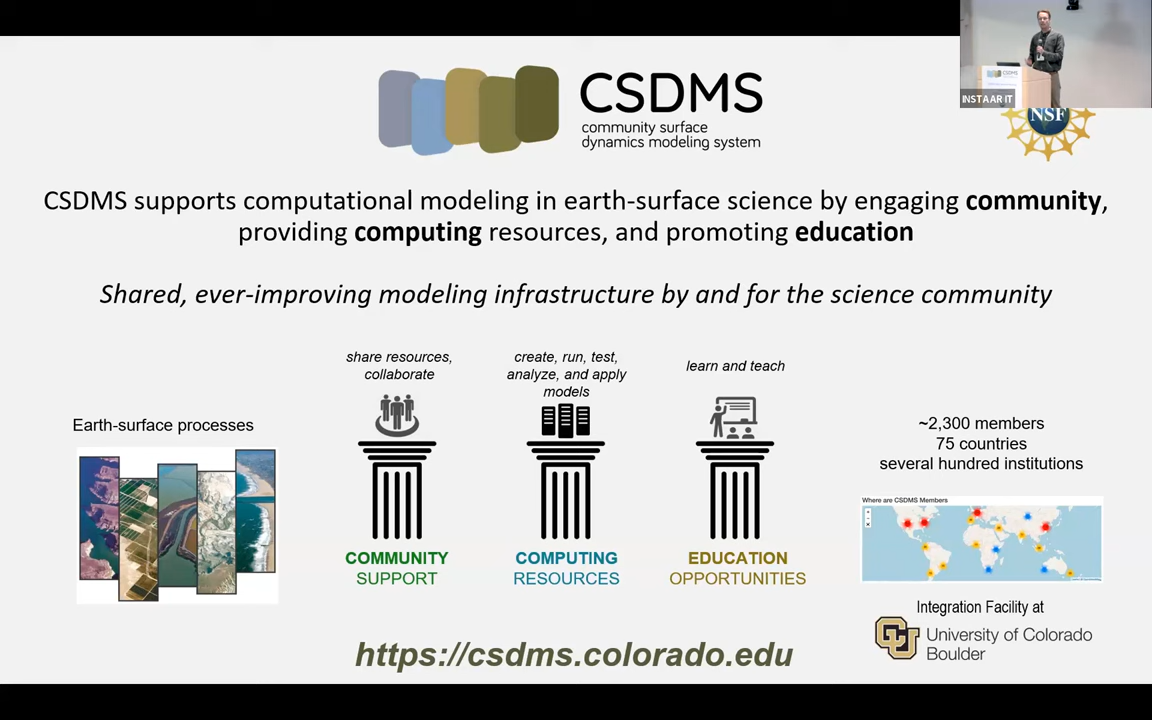 CSDMS
community surface
dynamics modeling system
INSTAAR IT
NSF
CSDMS supports computational modeling in earth-surface science by engaging community,
providing computing resources, and promoting education
Shared, ever-improving modeling infrastructure by and for the science community
share resources,
collaborate
create, run, test,
analyze, and apply
models
learn and teach
Earth-surface processes
~2,300 members
75 countries
several hundred institutions
Where are CSDMS Members
COMMUNITY
SUPPORT
COMPUTING
RESOURCES
EDUCATION
OPPORTUNITIES
Integration Facility at
CU
University of Colorado
Boulder
https://csdms.colorado.edu